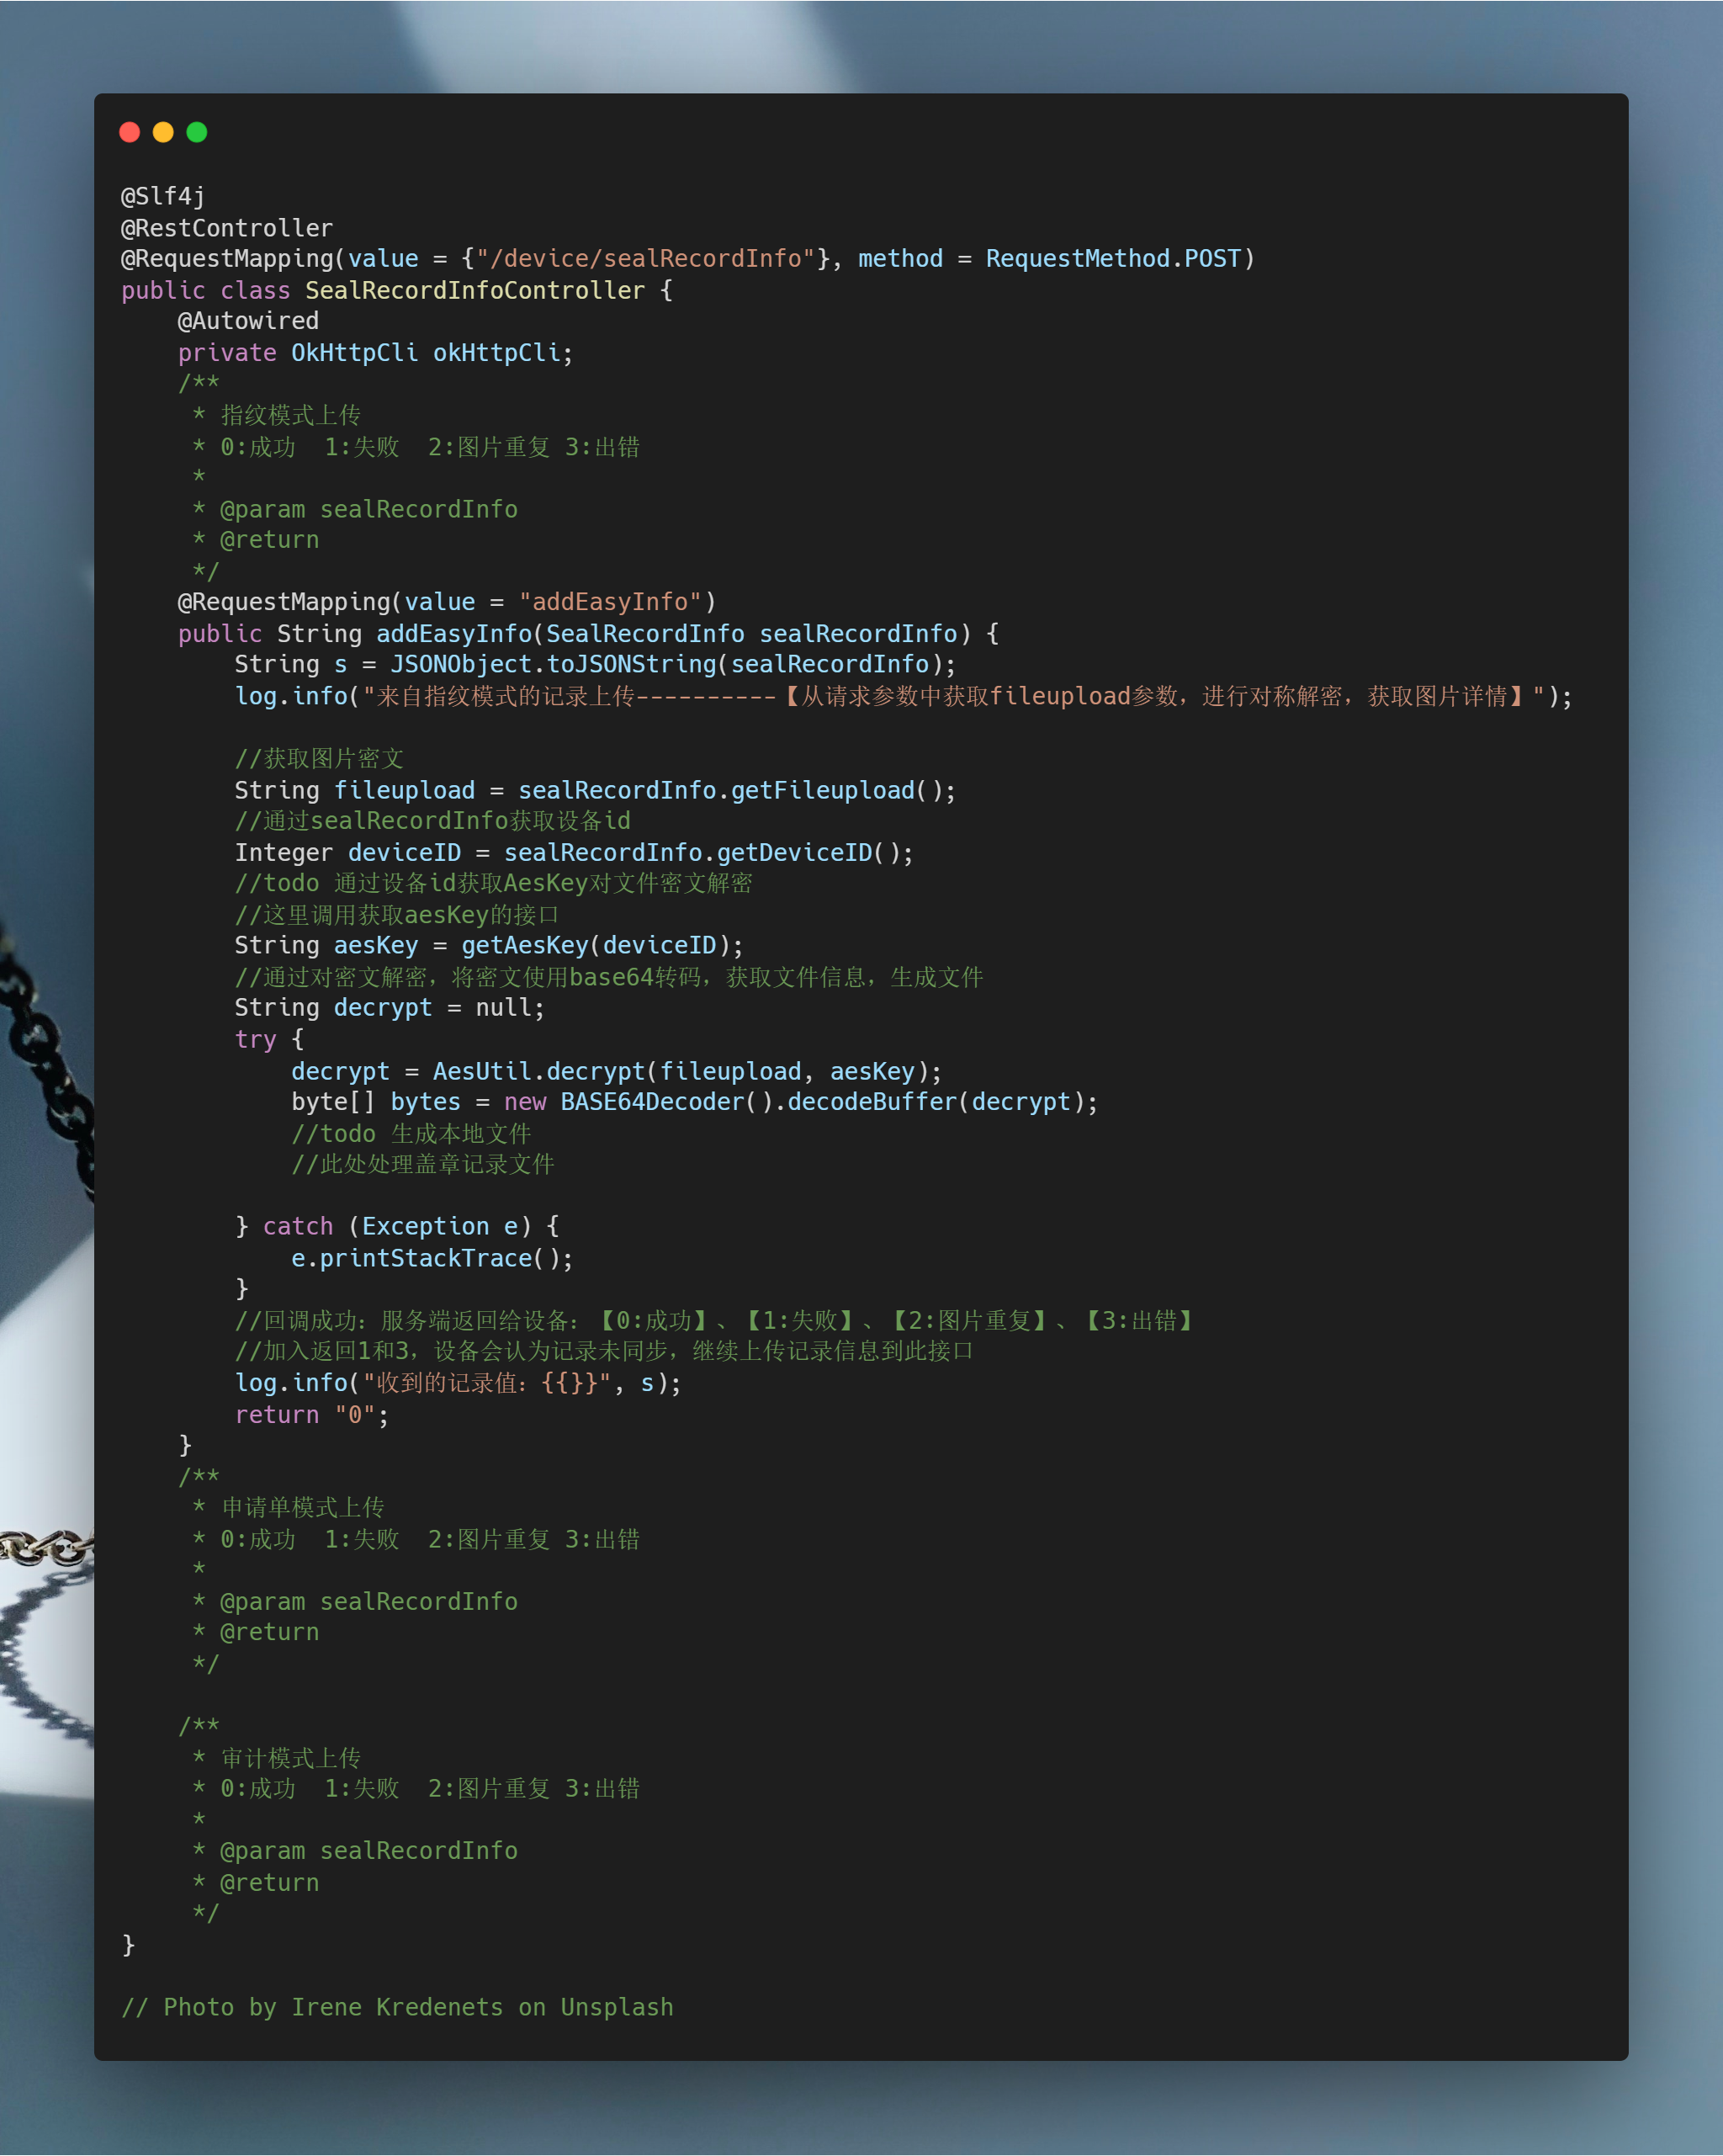 @Slf4j
@RestController
@RequestMapping(value = {"/device/sealRecordInfo"}, method = RequestMethod.POST)
public class SealRecordInfoController {
    @Autowired
    private OkHttpCli okHttpCli;
    /**
     * 指纹模式上传
     * 0:成功  1:失败  2:图片重复 3:出错
     *
     * @param sealRecordInfo
     * @return
     */
    @RequestMapping(value = "addEasyInfo")
    public String addEasyInfo(SealRecordInfo sealRecordInfo) {
        String s = JSONObject.toJSONString(sealRecordInfo);
        log.info("来自指纹模式的记录上传----------【从请求参数中获取fileupload参数，进行对称解密，获取图片详情】");

        //获取图片密文
        String fileupload = sealRecordInfo.getFileupload();
        //通过sealRecordInfo获取设备id
        Integer deviceID = sealRecordInfo.getDeviceID();
        //todo 通过设备id获取AesKey对文件密文解密
        //这里调用获取aesKey的接口
        String aesKey = getAesKey(deviceID);
        //通过对密文解密，将密文使用base64转码，获取文件信息，生成文件
        String decrypt = null;
        try {
            decrypt = AesUtil.decrypt(fileupload, aesKey);
            byte[] bytes = new BASE64Decoder().decodeBuffer(decrypt);
            //todo 生成本地文件
            //此处处理盖章记录文件

        } catch (Exception e) {
            e.printStackTrace();
        }
        //回调成功：服务端返回给设备：【0:成功】、【1:失败】、【2:图片重复】、【3:出错】
        //加入返回1和3，设备会认为记录未同步，继续上传记录信息到此接口
        log.info("收到的记录值：{{}}", s);
        return "0";
    }
    /**
     * 申请单模式上传
     * 0:成功  1:失败  2:图片重复 3:出错
     *
     * @param sealRecordInfo
     * @return
     */

    /**
     * 审计模式上传
     * 0:成功  1:失败  2:图片重复 3:出错
     *
     * @param sealRecordInfo
     * @return
     */
}

// Photo by Irene Kredenets on Unsplash